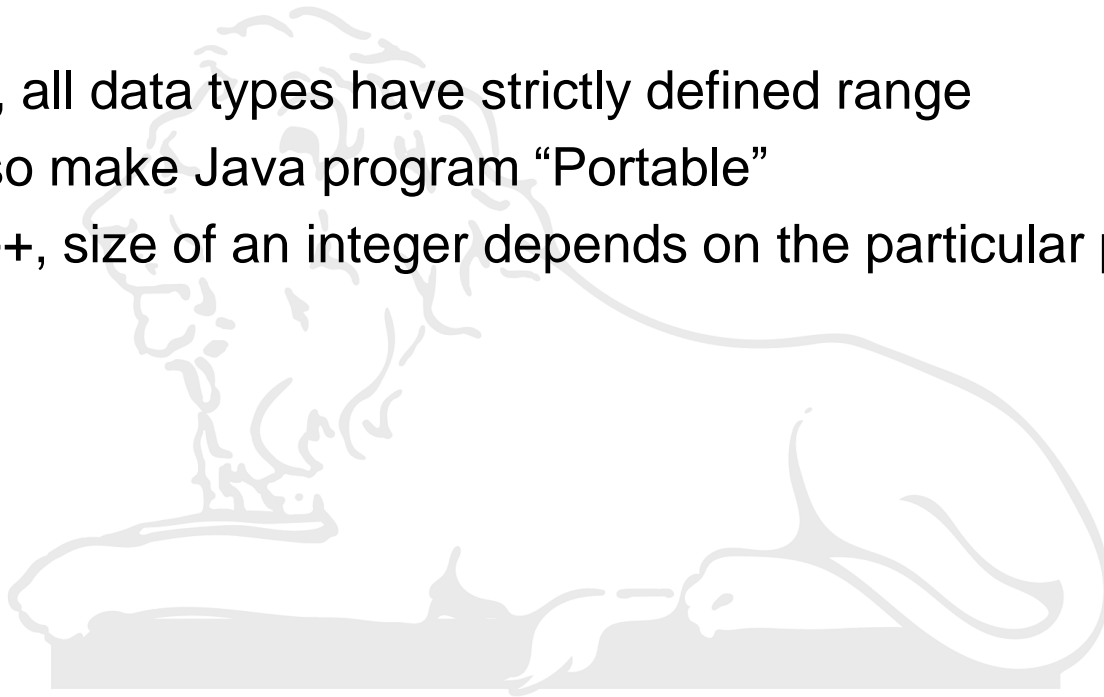 , all data types have strictly defined range
so make Java program “Portable”
+, size of an integer depends on the particular